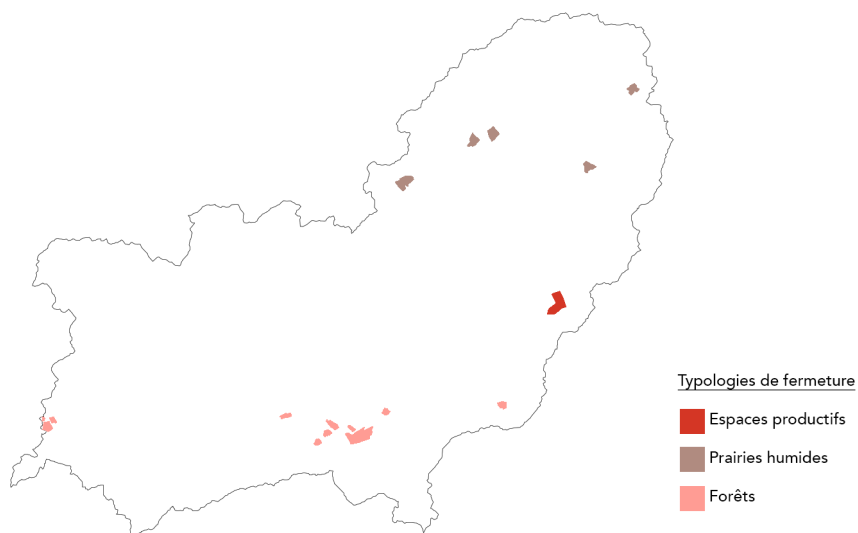 Typologies de fermeture
Espaces productifs
Prairies humides
Forêts